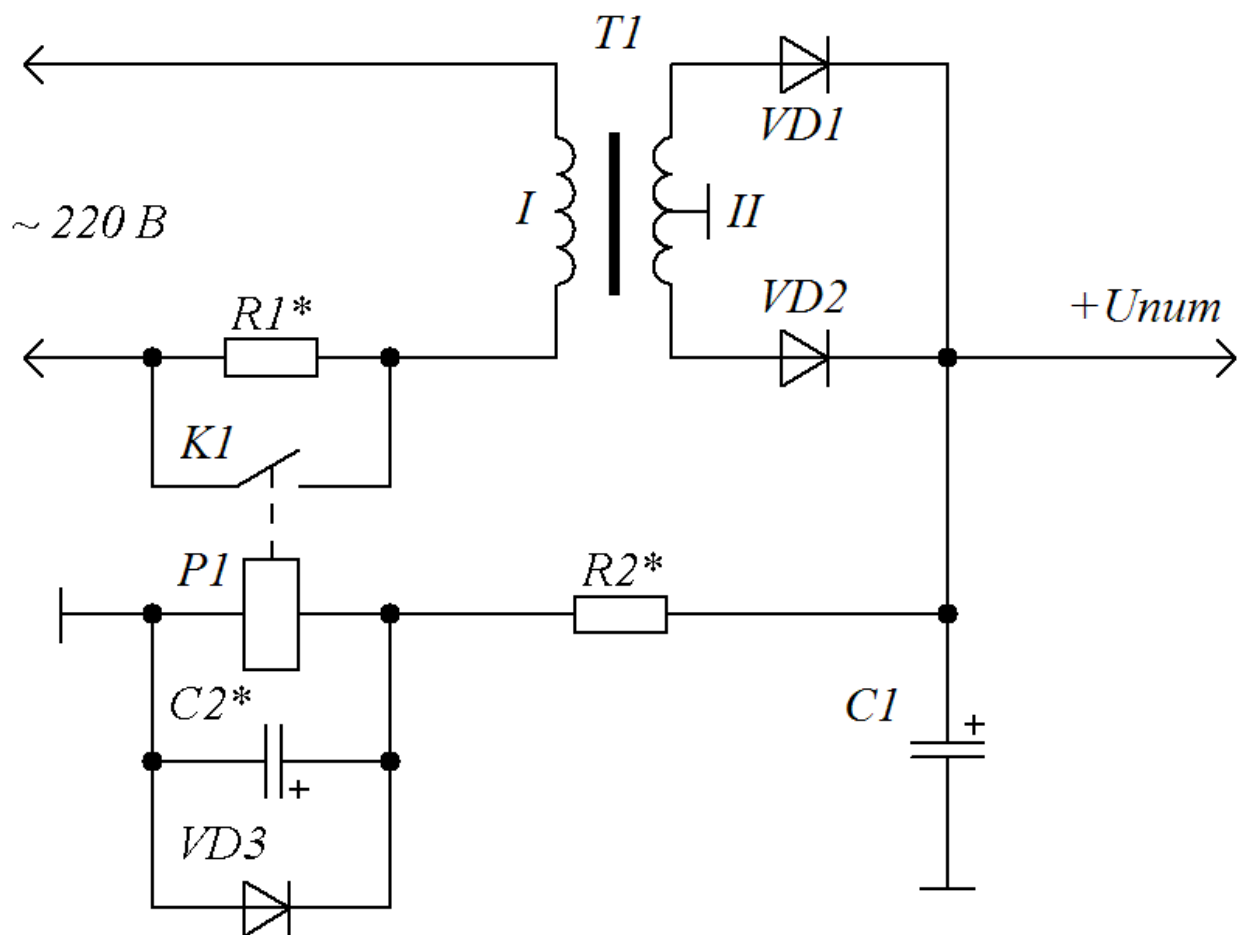 T1
VD1
I
II
~ 220 В
R1*
VD2
+Uпит
K1
P1
R2*
C2*
C1
+
+
VD3